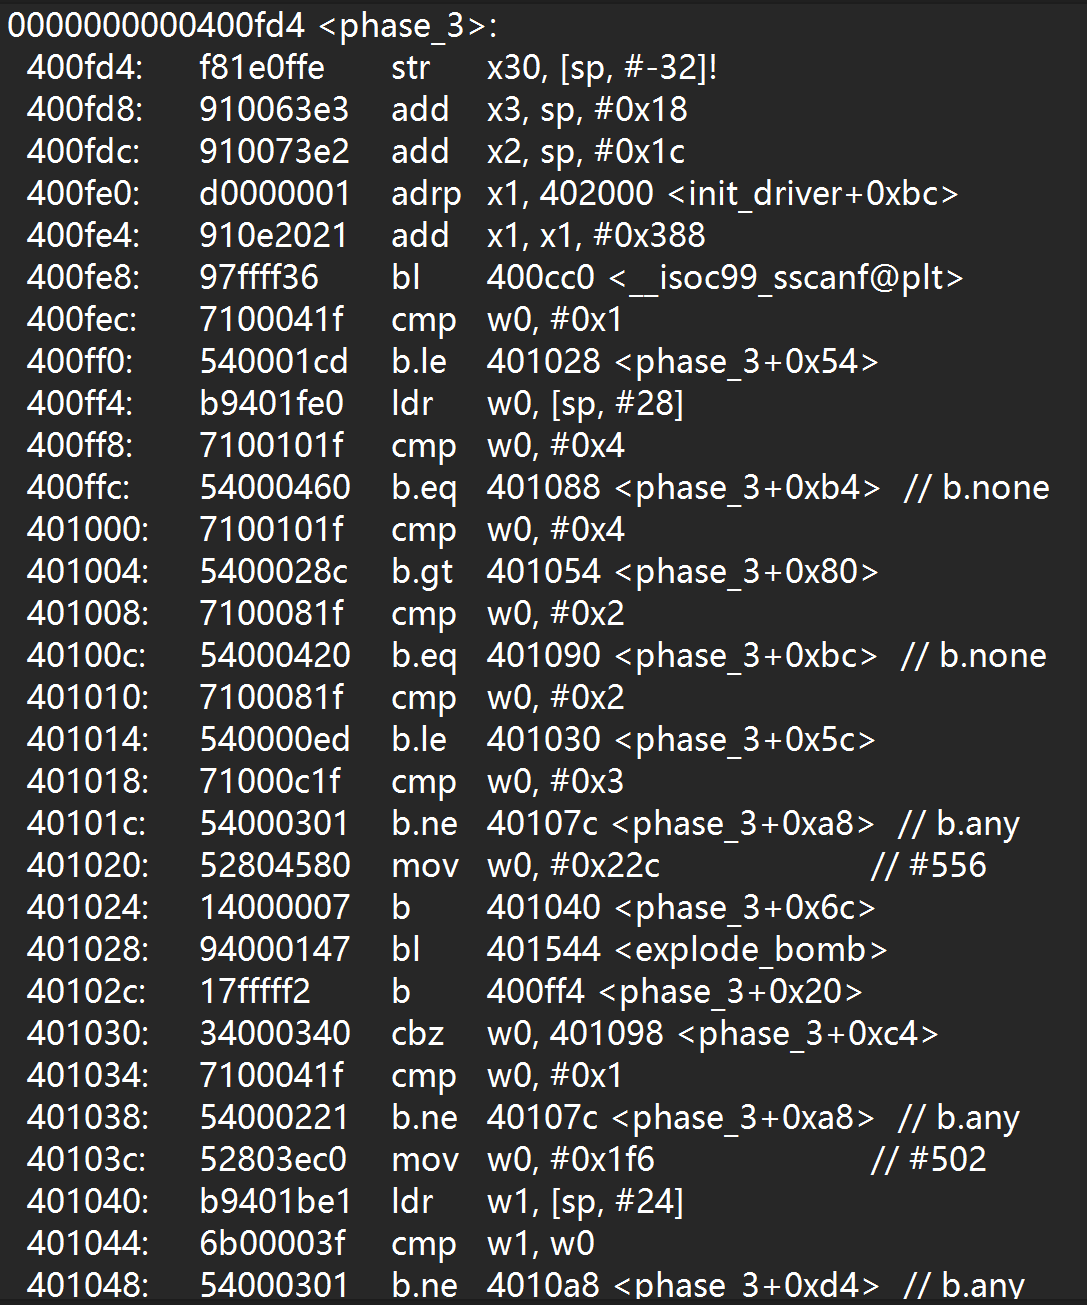 0000000000400fd4 <phase_3>:
400fd4: f81e0ffe str x30, [sp, #-32]!
400fd8: 910063e3 add x3, sp, #0x18
400fdc: 910073e2 add x2, sp, #0x1c
400fe0: d0000001 adrp x1, 402000 <init_driver+0xbc>
400fe4: 910e2021 add x1, x1, #0x388
400fe8: 97ffff36 bl 400cc0 <__isoc99_sscanf@plt>
400fec: 7100041f cmp w0, #0x1
400ff0: 540001cd b.le 401028 <phase_3+0x54>
400ff4: b9401fe0 ldr w0, [sp, #28]
400ff8: 7100101f cmp w0, #0x4
400ffc: 54000460 b.eq 401088 <phase_3+0xb4> // b.none
401000: 7100101f cmp w0, #0x4
401004: 5400028c b.gt 401054 <phase_3+0x80>
401008: 7100081f cmp w0, #0x2
40100c: 54000420 b.eq 401090 <phase_3+0xbc> // b.none
401010: 7100081f cmp w0, #0x2
401014: 540000ed b.le 401030 <phase_3+0x5c>
401018: 71000c1f cmp w0, #0x3
40101c: 54000301 b.ne 40107c <phase_3+0xa8> // b.any
401020: 52804580 mov w0, #0x22c // #556
401024: 14000007 b 401040 <phase_3+0x6c>
401028: 94000147 bl 401544 <explode_bomb>
40102c: 17fffff2 b 400ff4 <phase_3+0x20>
401030: 34000340 cbz w0, 401098 <phase_3+0xc4>
401034: 7100041f cmp w0, #0x1
401038: 54000221 b.ne 40107c <phase_3+0xa8> // b.any
40103c: 52803ec0 mov w0, #0x1f6 // #502
401040: b9401be1 ldr w1, [sp, #24]
401044: 6b00003f cmp w1, w0
401048: 54000301 b.ne 4010a8 <phase_3+0xd4> // b.any